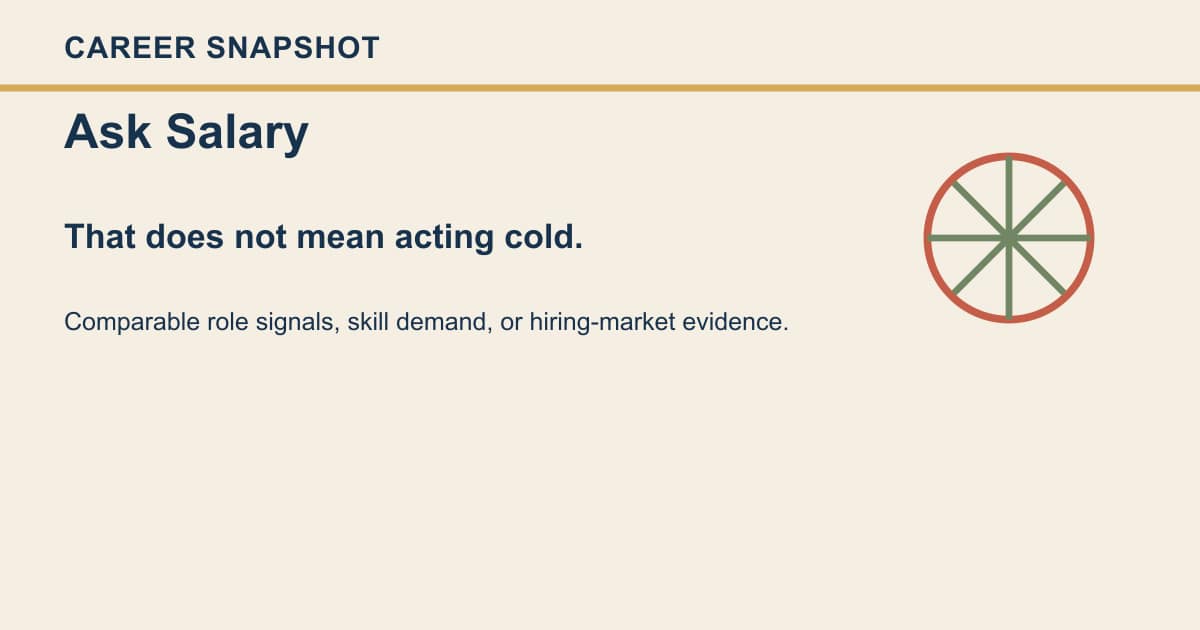 CAREER SNAPSHOT
Ask Salary
That does not mean acting cold.
Comparable role signals, skill demand, or hiring-market evidence.